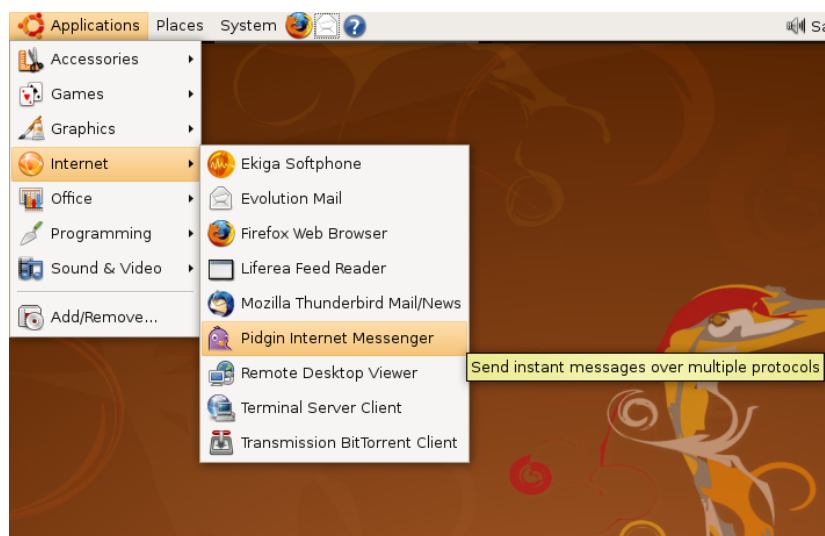 Applications Places System
Accessories
Games
Graphics
Internet
Office
Programming
Sound & Video
Add/Remove...
Ekiga Softphone
Evolution Mail
Firefox Web Browser
Liferea Feed Reader
Mozilla Thunderbird Mail/News
Pidgin Internet Messenger
Remote Desktop Viewer
Terminal Server Client
Transmission BitTorrent Client
Send instant messages over multiple protocols